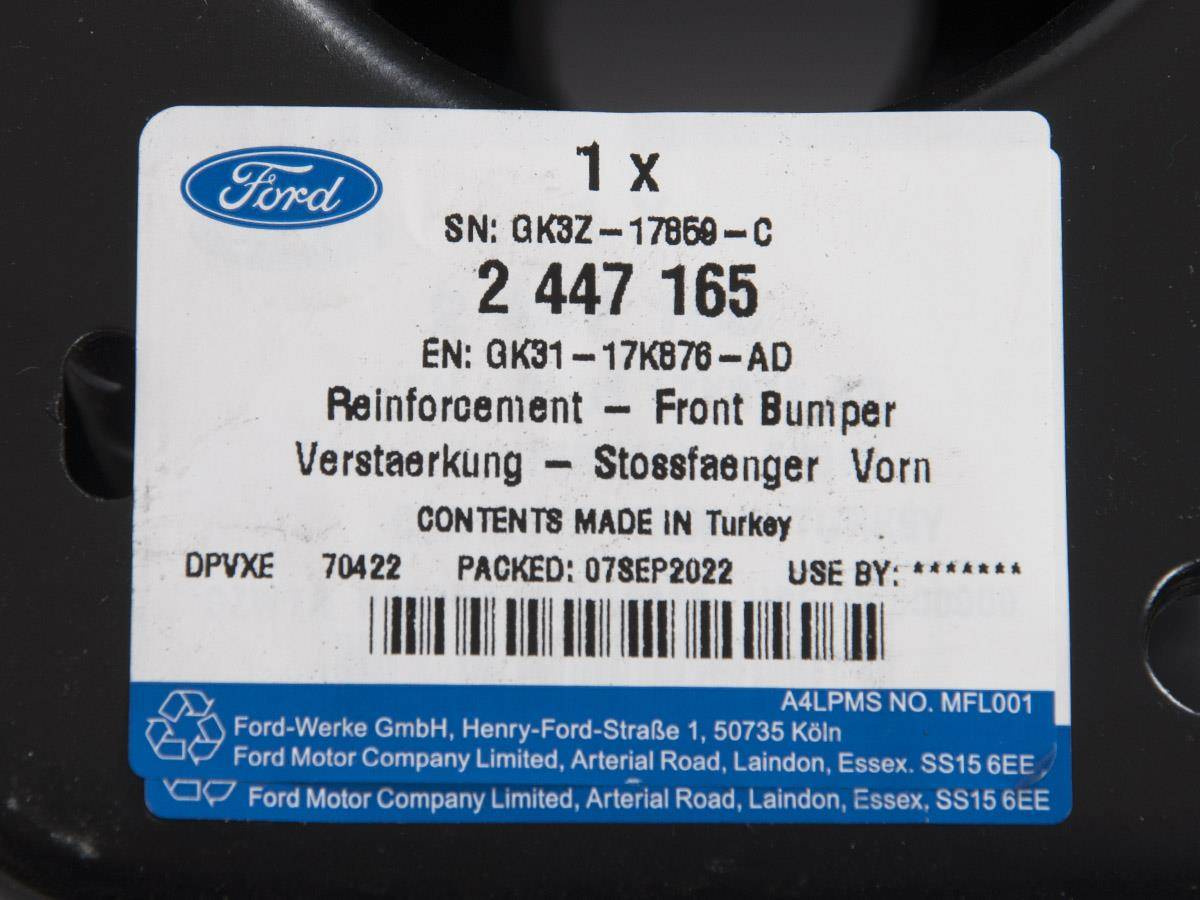 Ford
1 x
SN: GK3Z-17859-C
2 447 165
EN: GK31-17K876-AD
Reinforcement - Front Bumper
Verstaerkung - Stossfaenger Vorn
CONTENTS MADE IN Turkey
DPVXE 70422 PACKED: 07SEP2022 USE BY: *******
A4LPMS NO. MFL001
Ford-Werke GmbH, Henry-Ford-Straße 1, 50735 Köln
Ford Motor Company Limited, Arterial Road, Laindon, Essex. SS15 6EE
Ford Motor Company Limited, Arterial Road, Laindon, Essex, SS15 6EE